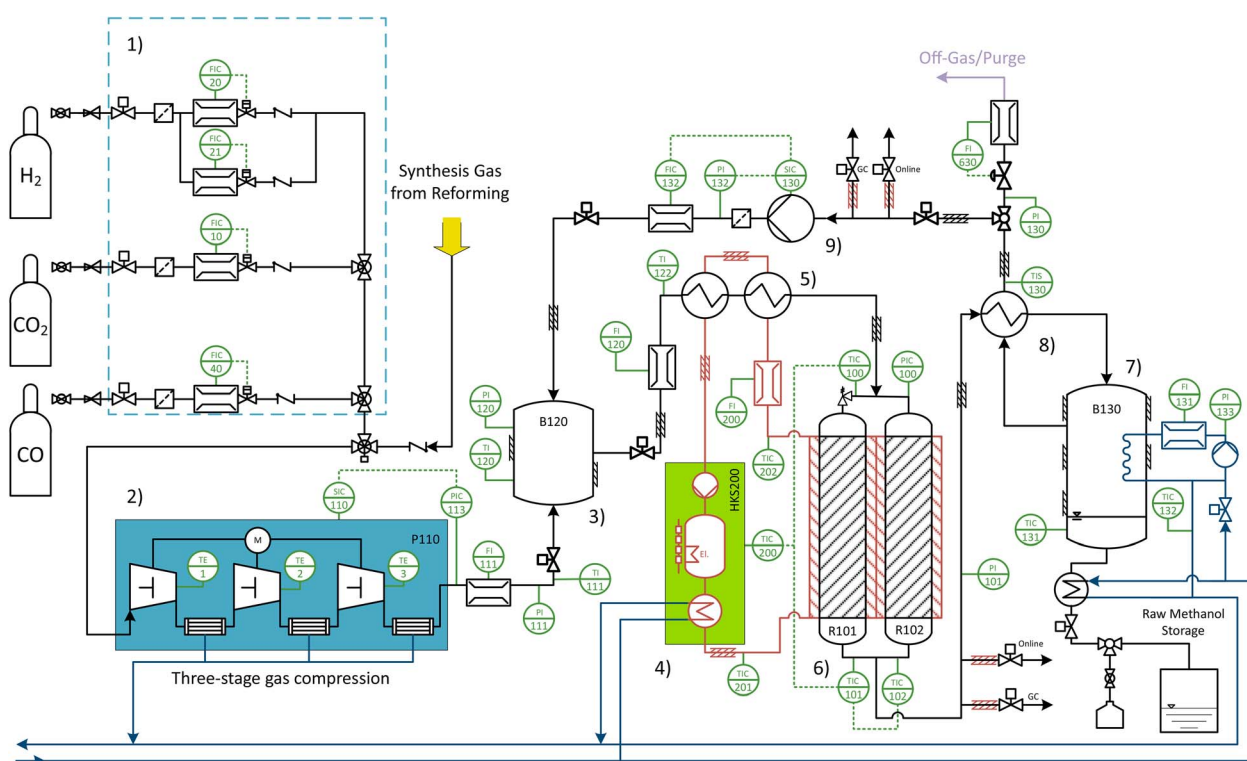 1)
FIC
20
FIC
21
H2
FIC
10
CO2
FIC
40
CO
Synthesis Gas
from Reforming
Off-Gas/Purge
FI
630
PI
130
GC
Online
FIC
132
PI
132
SIC
130
9)
TIS
130
8)
TI
122
5)
FI
120
FI
200
TIC
100
PIC
100
TIC
202
7)
B130
FI
131
PI
133
TIC
132
TIC
131
PI
120
TI
120
B120
3)
2)
SIC
110
PIC
113
P110
M
TE
1
TE
2
TE
3
FI
111
PI
111
TI
111
Three-stage gas compression
HKS200
El.
TIC
200
4)
TIC
201
R101
R102
6)
TIC
101
TIC
102
PI
101
Online
GC
Raw Methanol
Storage